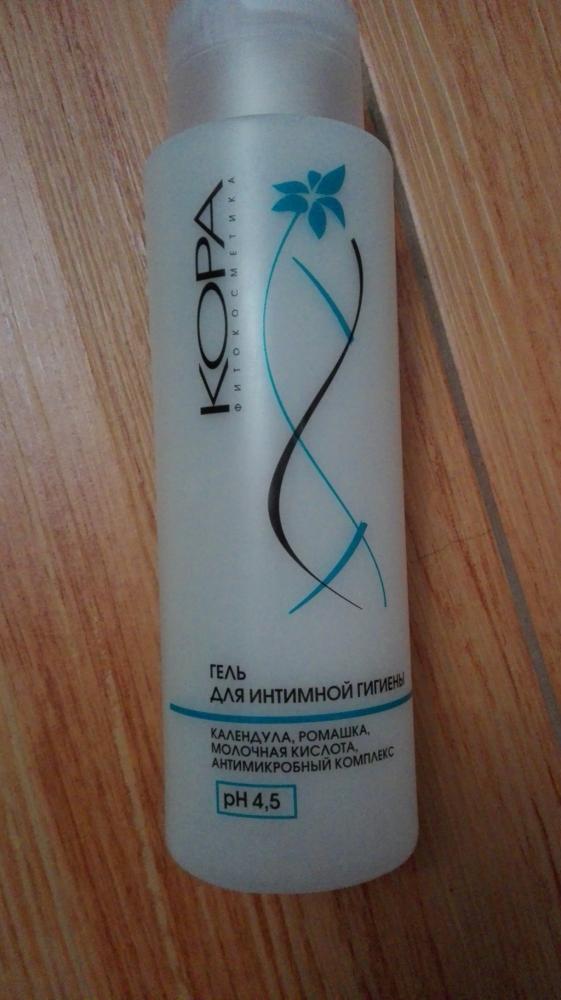 КОРА
ФИТОКОСМЕТИКА
ГЕЛЬ
ДЛЯ ИНТИМНОЙ ГИГИЕНЫ
КАЛЕНДУЛА, РОМАШКА,
МОЛОЧНАЯ КИСЛОТА,
АНТИМИКРОБНЫЙ КОМПЛЕКС
pH 4,5